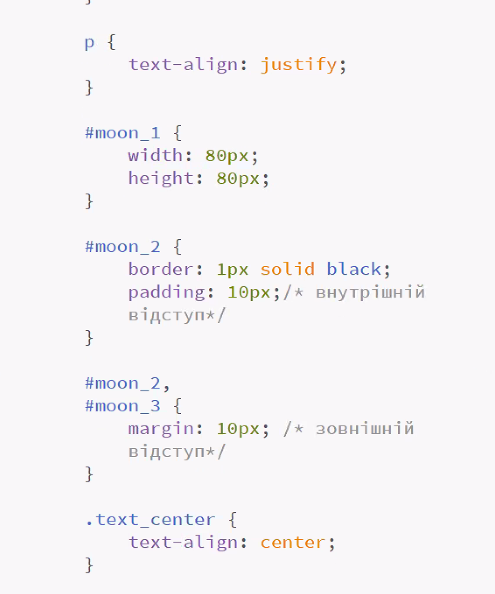 }
p {
text-align: justify;
}
#moon_1 {
width: 80px;
height: 80px;
}
#moon_2 {
border: 1px solid black;
padding: 10px;/* внутрішній
відступ*/
}
#moon_2,
#moon_3 {
margin: 10px; /* зовнішній
відступ*/
}
.text_center {
text-align: center;
}